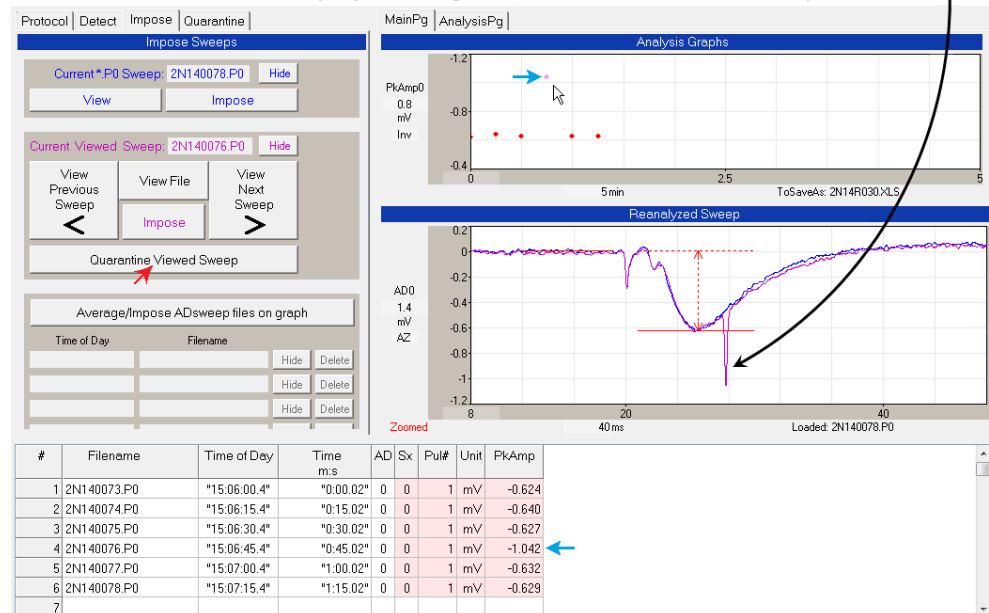 Protocol Detect Impose Quarantine
Impose Sweeps
Current *.P0 Sweep: 2N140078.P0 Hide
View Impose
Current Viewed Sweep: 2N140076.P0 Hide
View Previous Sweep <
View File
Impose
View Next Sweep >
Quarantine Viewed Sweep
Average/Impose ADsweep files on graph
Time of Day Filename
Hide Delete
Hide Delete
Hide Delete
MainPg AnalysisPg
Analysis Graphs
PkAmp0
0.8
mV
Inv
-1.2
-0.8
-0.4
0 2.5 5
5 min ToSaveAs: 2N14R030.XLS
Reanalyzed Sweep
AD0
1.4
mV
AZ
0.2
0
-0.2
-0.4
-0.6
-0.8
-1
-1.2
8 20 40
Zoomed 40 ms Loaded: 2N140078.P0
# Filename Time of Day Time m:s AD Sx Pul# Unit PkAmp
1 2N140073.P0 "15:06:00.4" "0:00.02" 0 0 1 mV -0.624
2 2N140074.P0 "15:06:15.4" "0:15.02" 0 0 1 mV -0.640
3 2N140075.P0 "15:06:30.4" "0:30.02" 0 0 1 mV -0.627
4 2N140076.P0 "15:06:45.4" "0:45.02" 0 0 1 mV -1.042
5 2N140077.P0 "15:07:00.4" "1:00.02" 0 0 1 mV -0.632
6 2N140078.P0 "15:07:15.4" "1:15.02" 0 0 1 mV -0.629
7